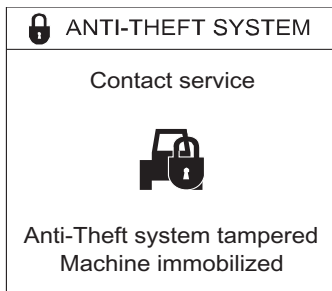 ANTI-THEFT SYSTEM
Contact service
Anti-Theft system tampered
Machine immobilized